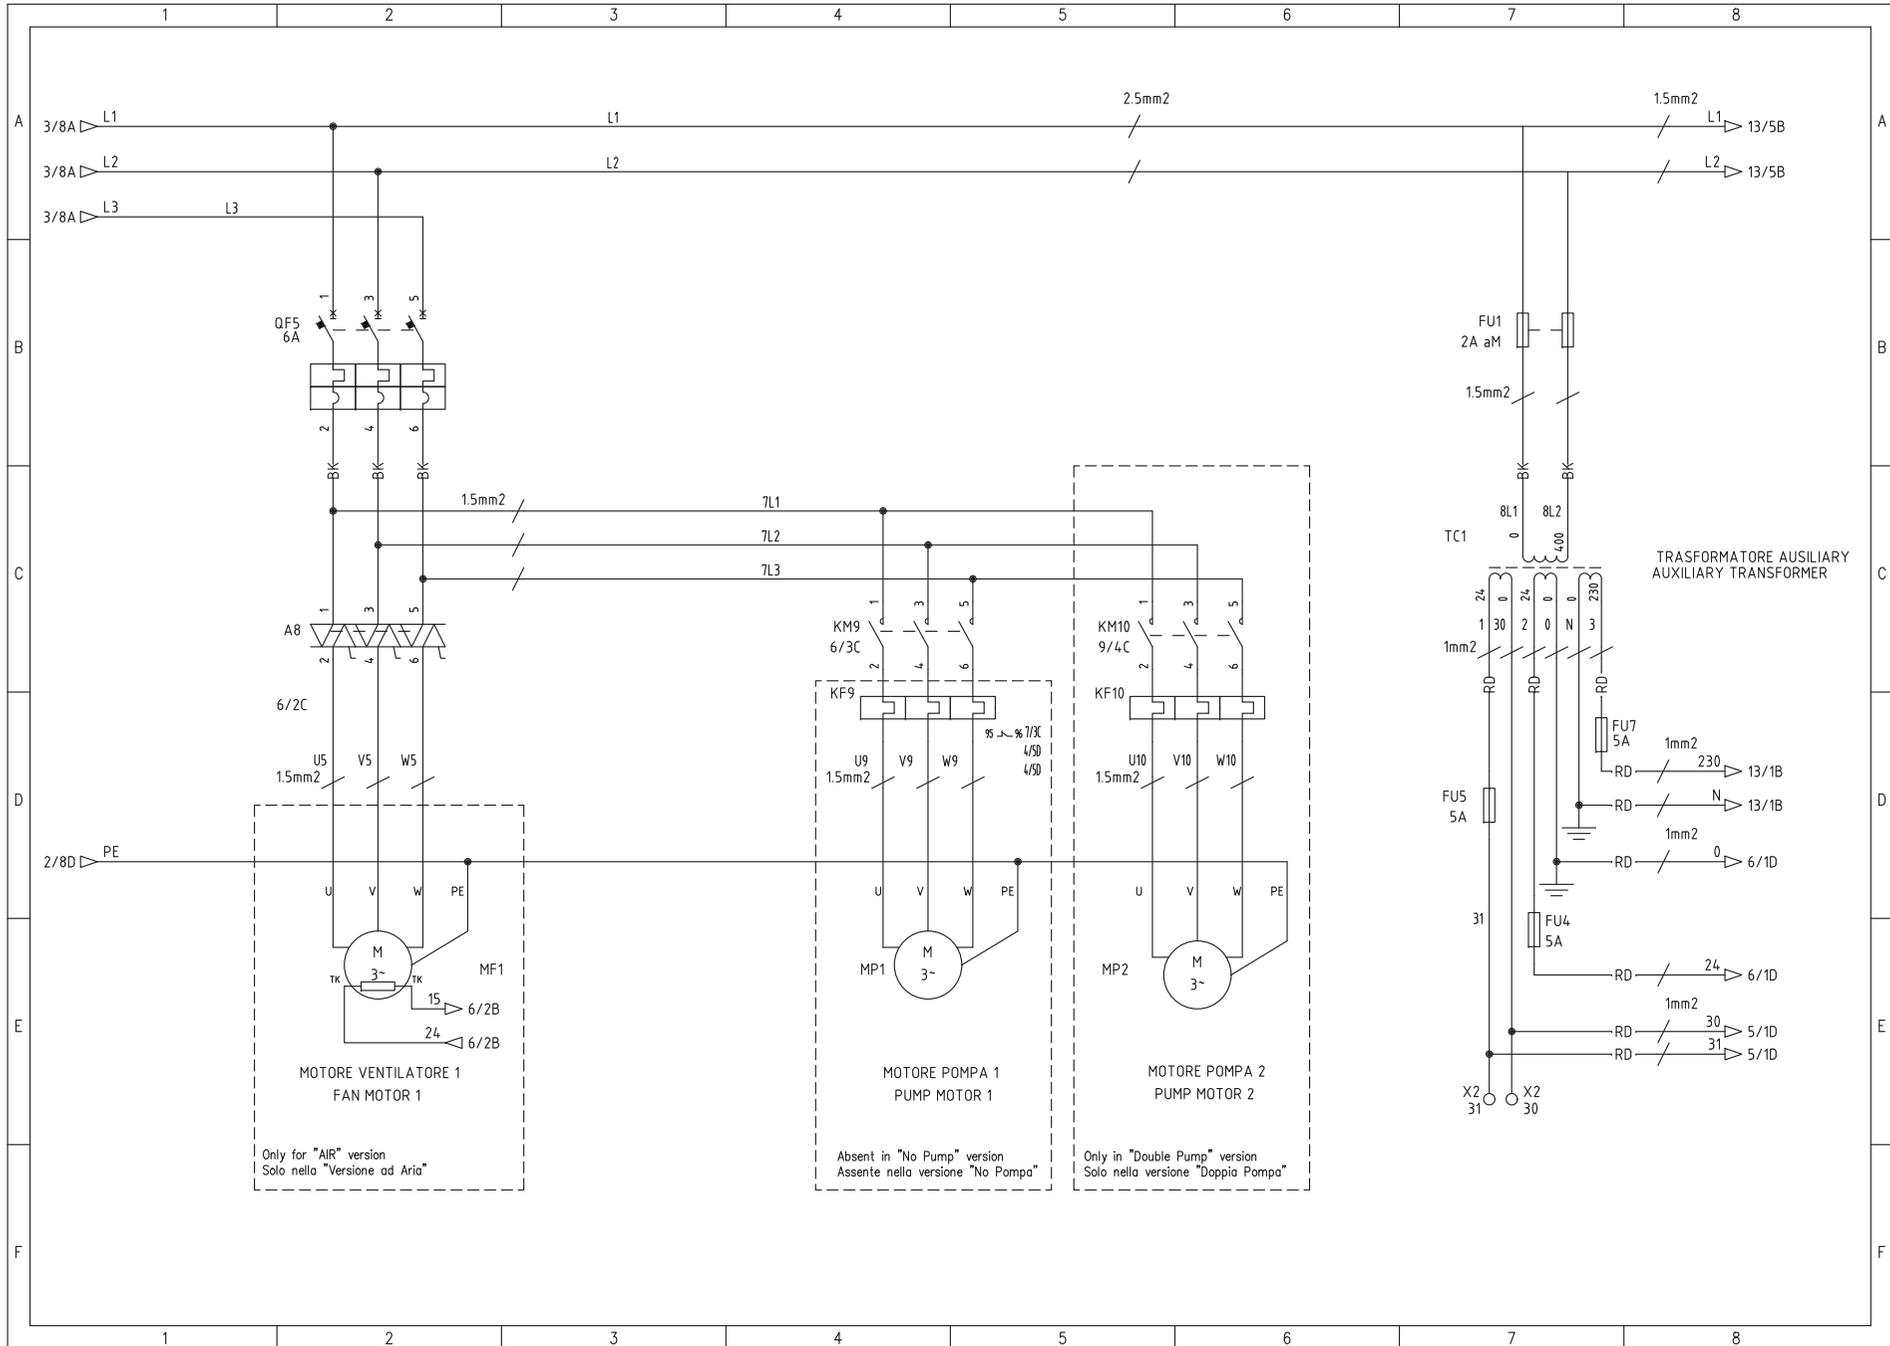 1 2 3 4 5 6 7 8
A A
2.5mm2 1.5mm2
3/8A L1 L1 L1 13/5B
3/8A L2 L2 L2 13/5B
3/8A L3 L3
B B
1 3 5
QF5
6A
2 4 6
BK BK BK
FU1
2A aM
1.5mm2
BK BK
C C
1.5mm2 7L1
7L2
7L3
8L1 8L2
TC1 0 400
TRASFORMATORE AUSILIARY
AUXILIARY TRANSFORMER
24 0 24 0 0 230
1 30 2 0 N 3
1mm2
RD RD RD
1 3 5
A8
2 4 6
6/2C
1 3 5
KM9
6/3C
2 4 6
KF9
95 96 7/3C
4/5D
4/5D
1 3 5
KM10
9/4C
2 4 6
KF10
D D
U5 V5 W5
1.5mm2
U9 V9 W9
1.5mm2
U10 V10 W10
1.5mm2
FU7
5A
1mm2
RD 230 13/1B
FU5
5A
RD N 13/1B
1mm2
RD 0 6/1D
2/8D PE
U V W PE
U V W PE
U V W PE
31
FU4
5A
E E
M
3~
MF1
TK TK
15 6/2B
24 6/2B
MP1
M
3~
MP2
M
3~
RD 24 6/1D
1mm2
RD 30 5/1D
RD 31 5/1D
X2
31
X2
30
MOTORE VENTILATORE 1
FAN MOTOR 1
MOTORE POMPA 1
PUMP MOTOR 1
MOTORE POMPA 2
PUMP MOTOR 2
Only for "AIR" version
Solo nella "Versione ad Aria"
Absent in "No Pump" version
Assente nella versione "No Pompa"
Only in "Double Pump" version
Solo nella versione "Doppia Pompa"
F F
1 2 3 4 5 6 7 8